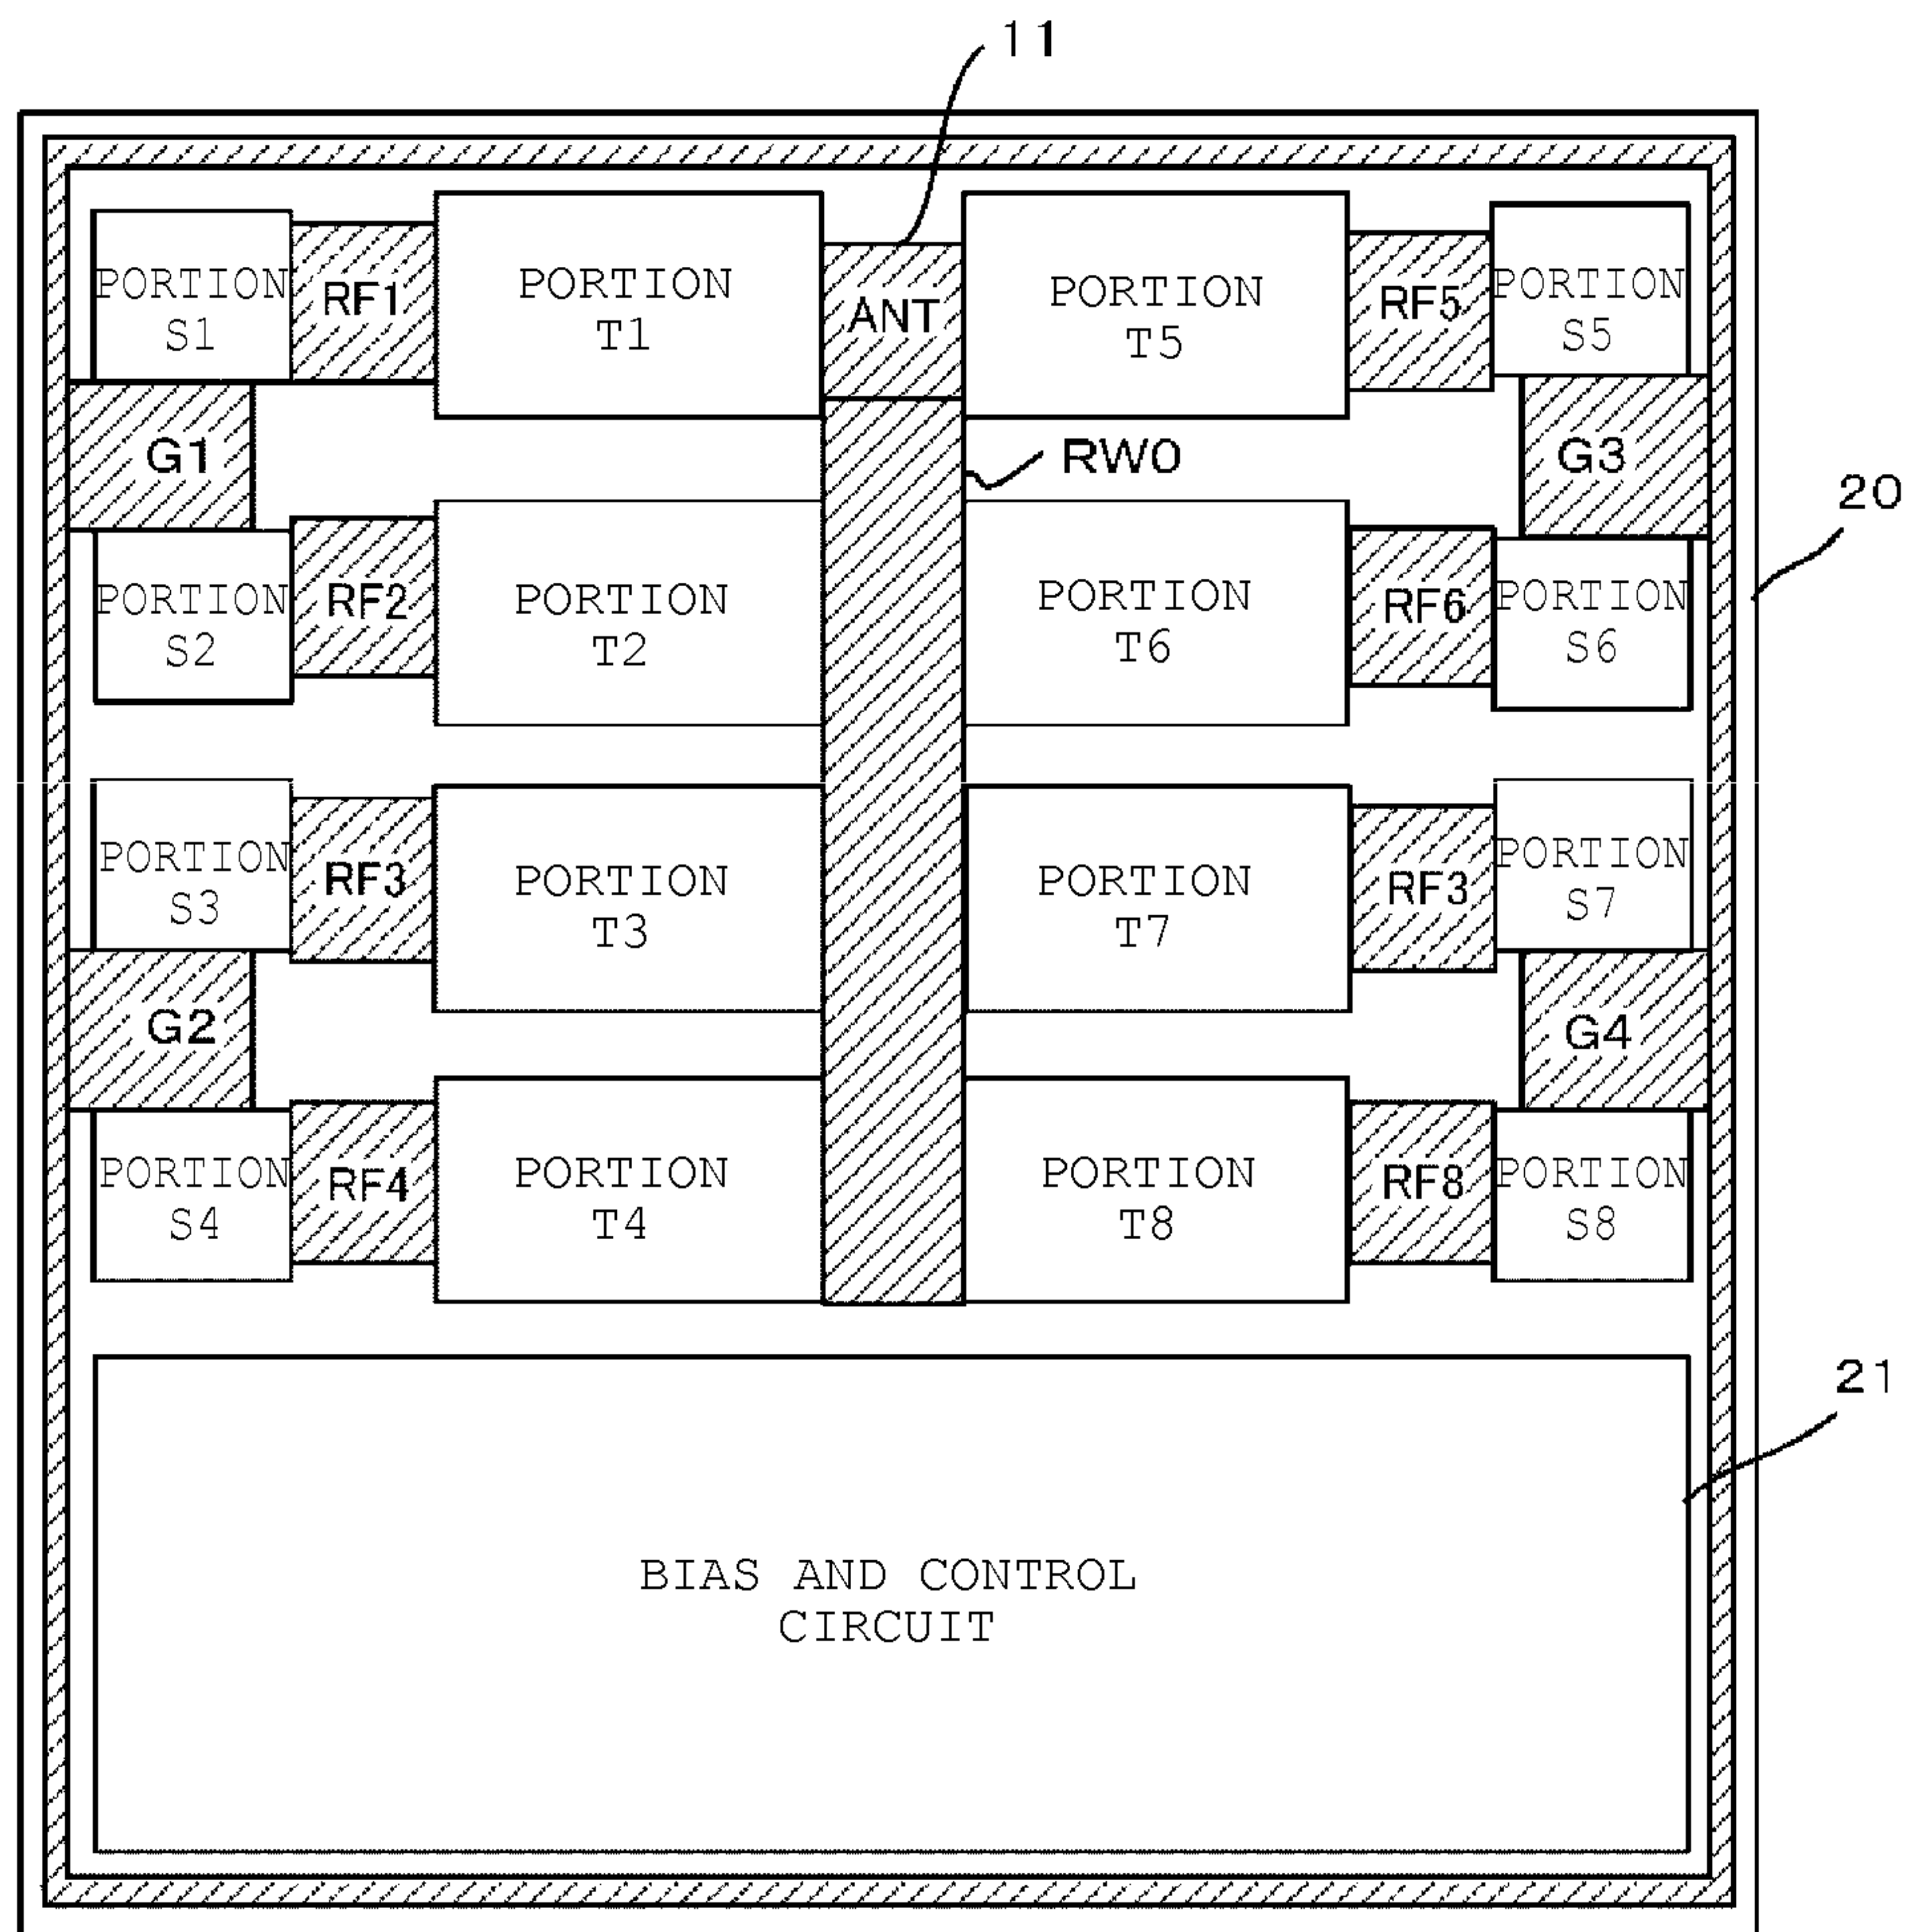 11
PORTION
S1
RF1
PORTION
T1
ANT
PORTION
T5
RF5
PORTION
S5
G1
RW0
G3
20
PORTION
S2
RF2
PORTION
T2
PORTION
T6
RF6
PORTION
S6
PORTION
S3
RF3
PORTION
T3
PORTION
T7
RF3
PORTION
S7
G2
G4
PORTION
S4
RF4
PORTION
T4
PORTION
T8
RF8
PORTION
S8
21
BIAS AND CONTROL
CIRCUIT